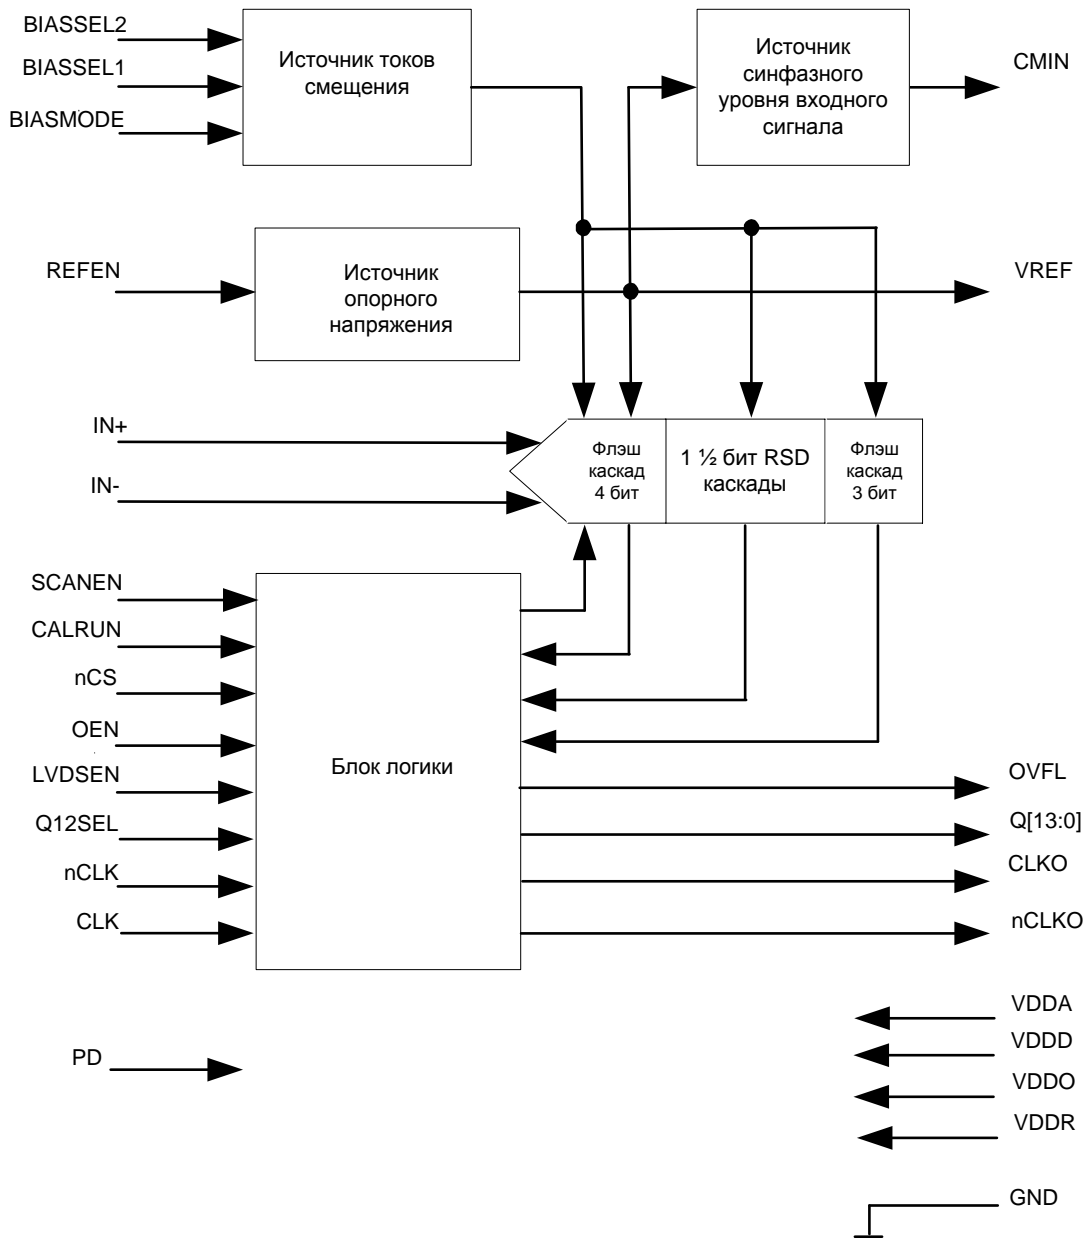 BIASSEL2
BIASSEL1
BIASMODE
Источник токов
смещения
Источник
синфазного
уровня входного
сигнала
CMIN
REFEN
Источник
опорного
напряжения
VREF
IN+
IN-
Флэш
каскад
4 бит
1 ½ бит RSD
каскады
Флэш
каскад
3 бит
SCANEN
CALRUN
nCS
OEN
LVDSEN
Q12SEL
nCLK
CLK
Блок логики
OVFL
Q[13:0]
CLKO
nCLKO
PD
VDDA
VDDD
VDDO
VDDR
GND